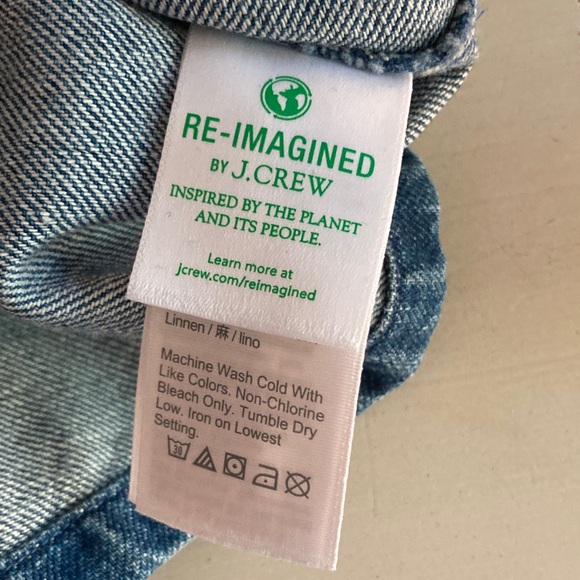 RE-IMAGINED
BY J.CREW
INSPIRED BY THE PLANET
AND ITS PEOPLE.
Learn more at
jcrew.com/reimagined
Linnen / 麻 / lino
Machine Wash Cold With
Like Colors. Non-Chlorine
Bleach Only. Tumble Dry
Low. Iron on Lowest
Setting.
30